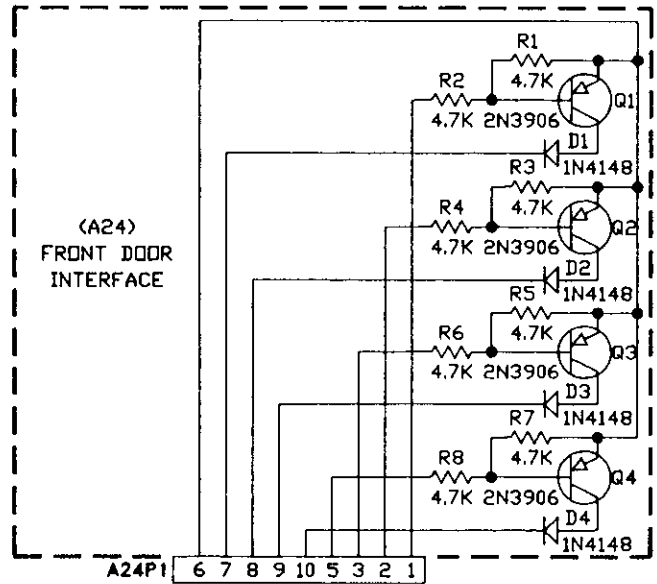 R1
4.7K
R2
4.7K 2N3906
Q1
D1
1N4148
R3
4.7K
R4
4.7K 2N3906
Q2
D2
1N4148
(A24)
FRONT DOOR
INTERFACE
R5
4.7K
R6
4.7K 2N3906
Q3
D3
1N4148
R7
4.7K
R8
4.7K 2N3906
Q4
D4
1N4148
A24P1 6 7 8 9 10 5 3 2 1